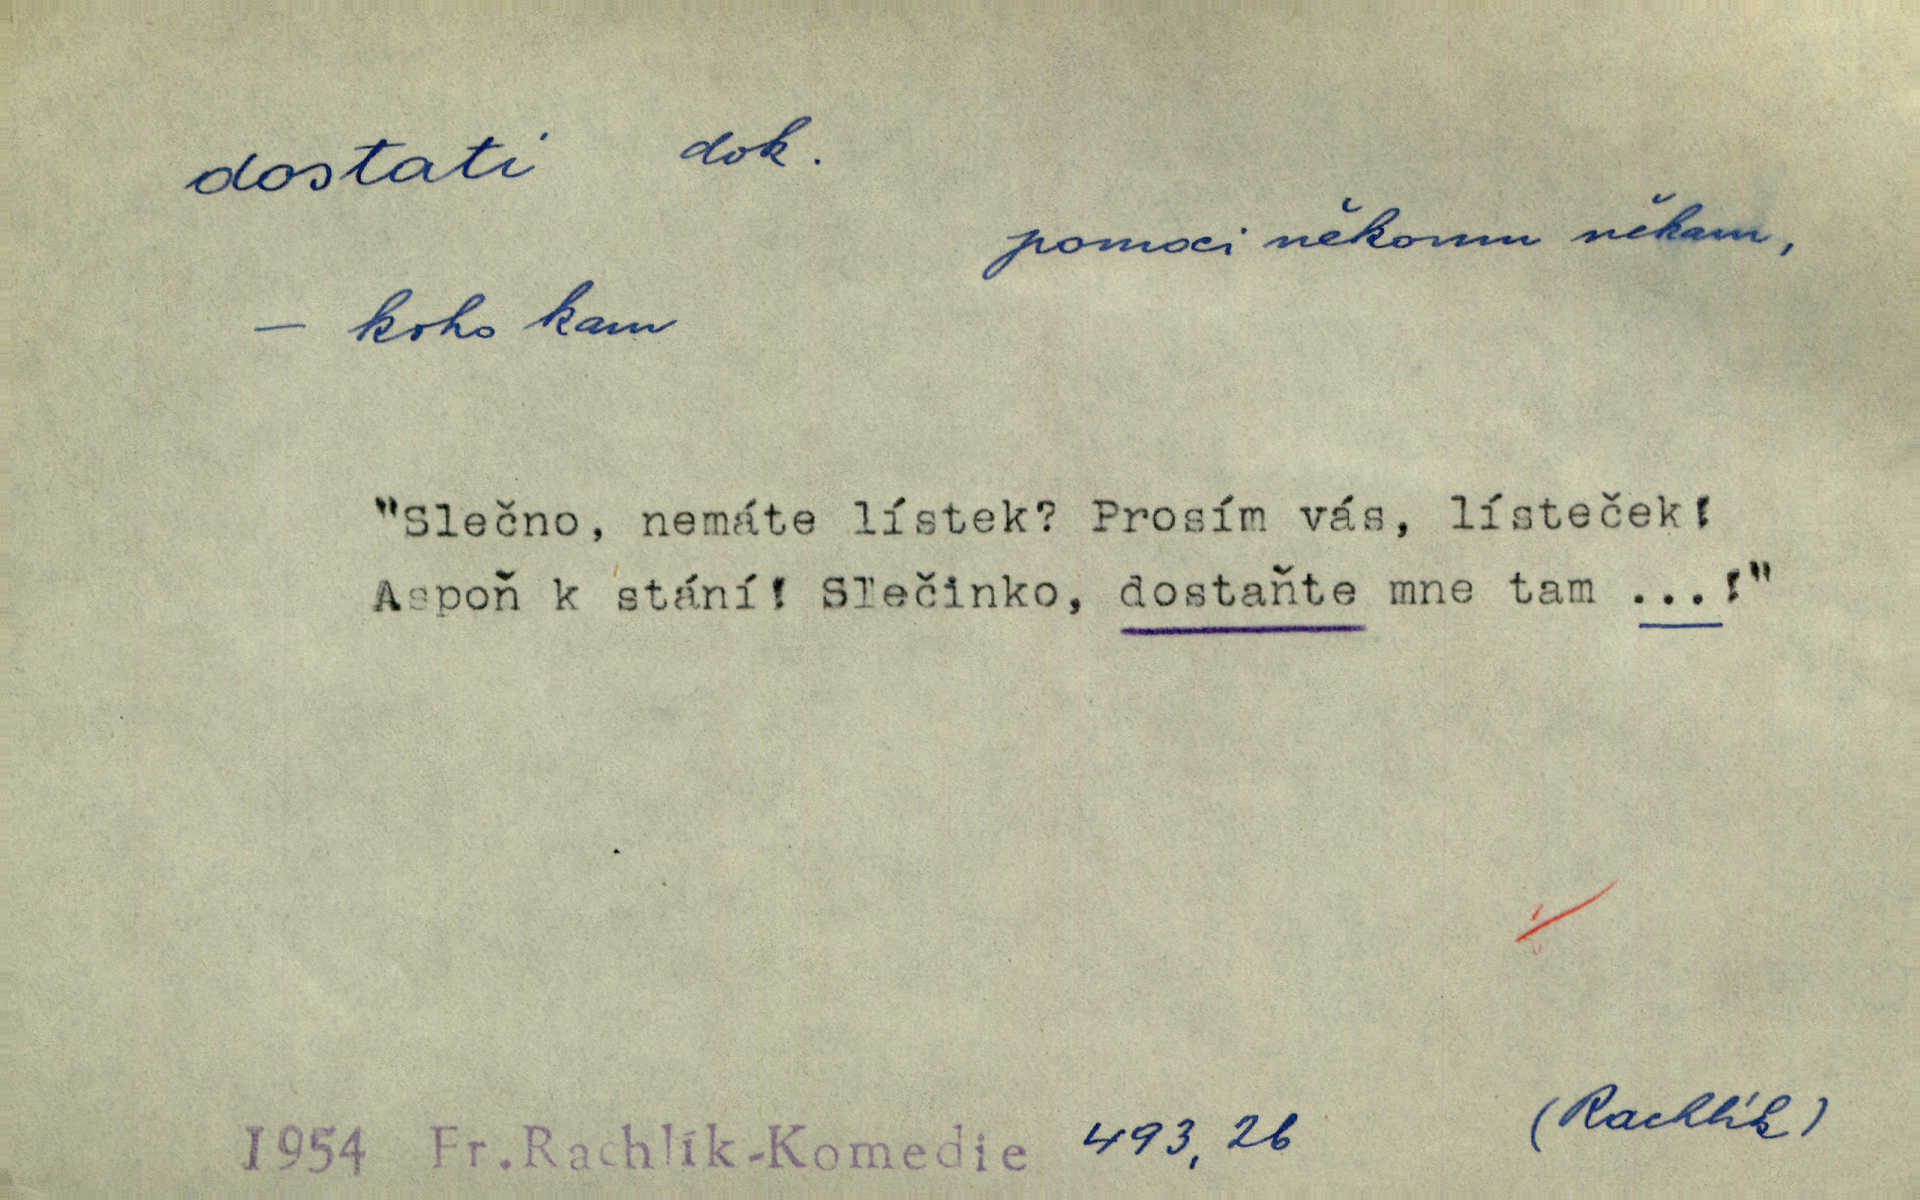 dostati dok.
pomoci někomu někam,
— koho kam
"Slečno, nemáte lístek? Prosím vás, lísteček!
Aspoň k stání! Slečinko, dostaňte mne tam ...!"
1954 Fr.Rachlík-Komedie 493, 26 (Rachlík)